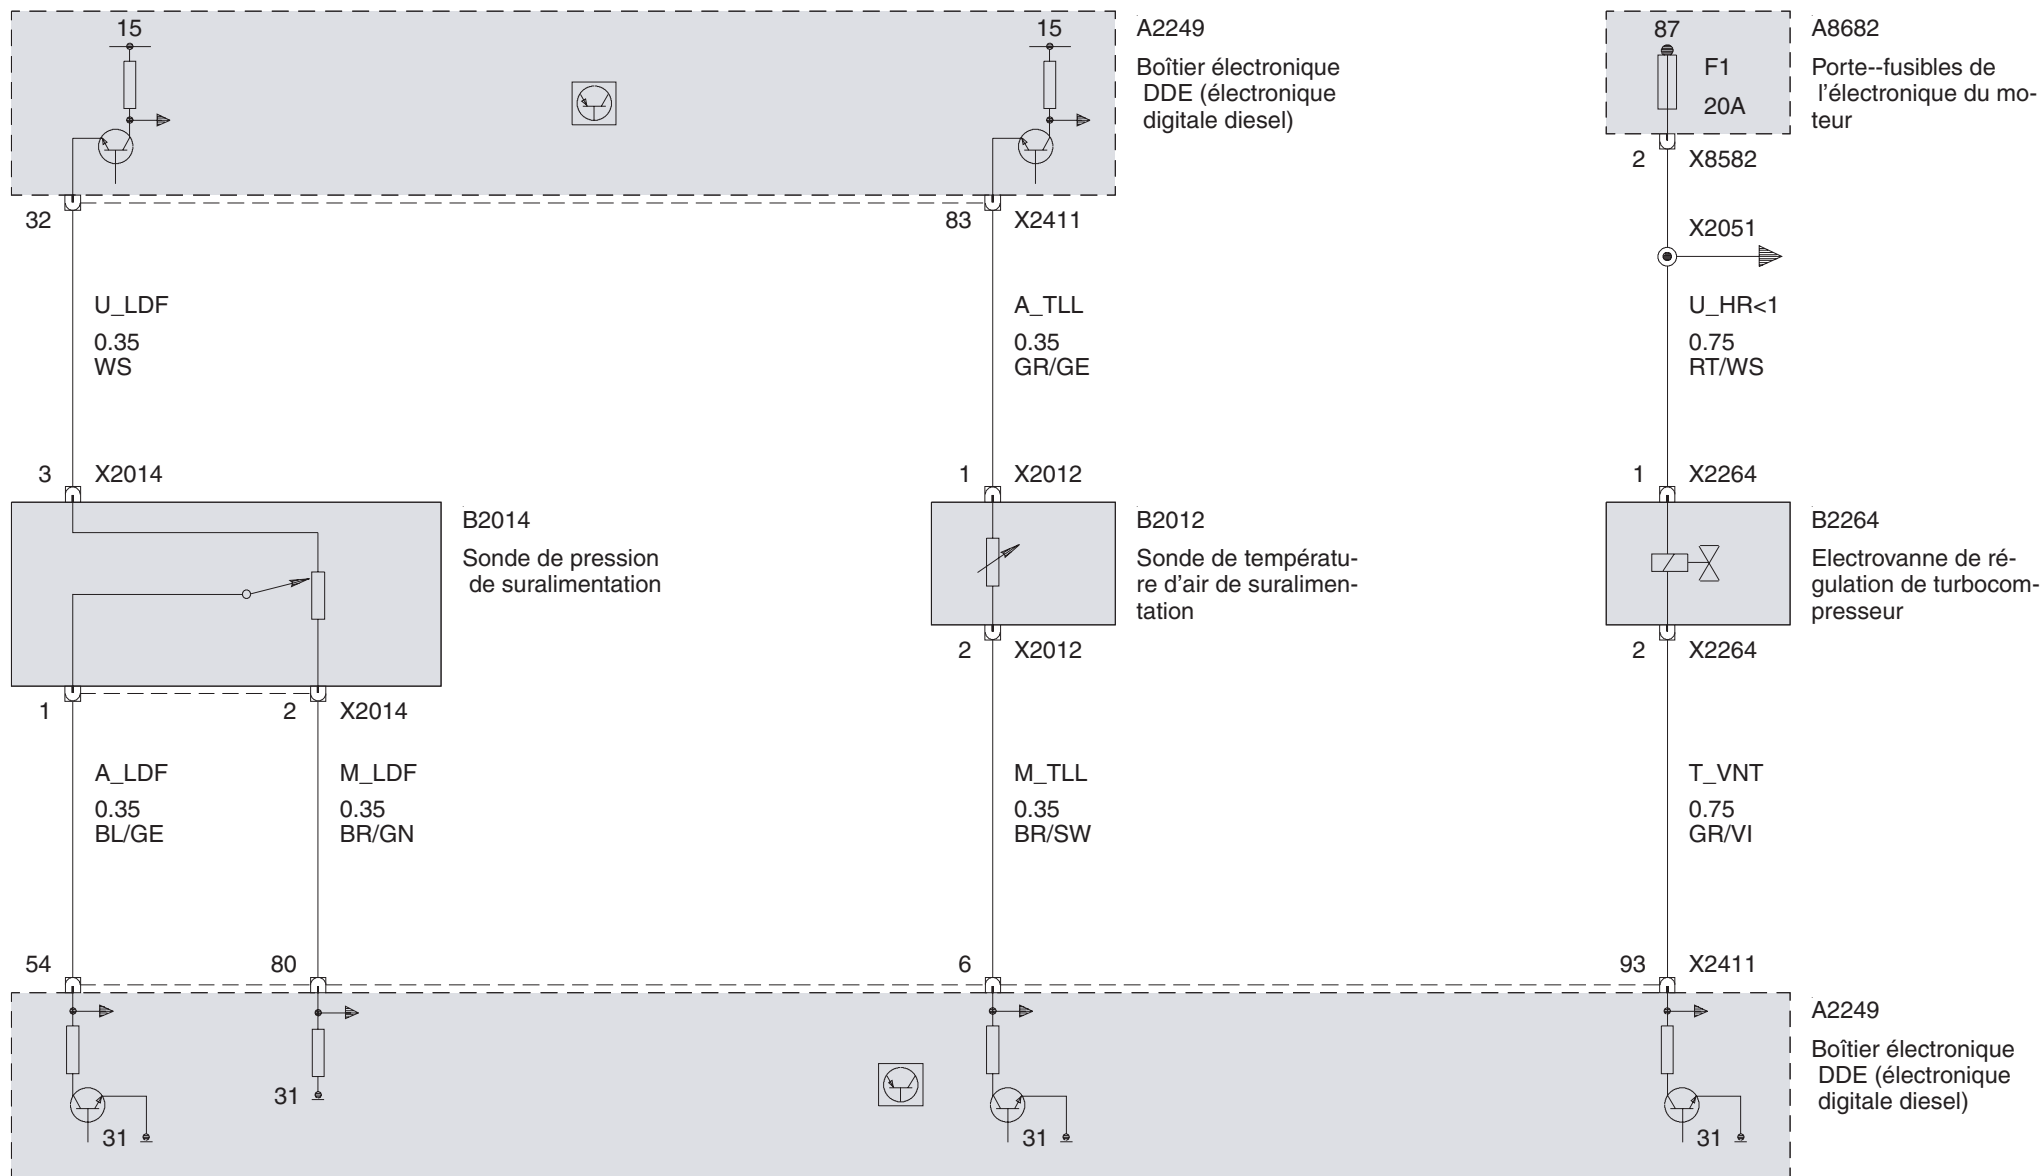 15
15
A2249
Boîtier électronique
DDE (électronique
digitale diesel)
87
F1
20A
A8682
Porte--fusibles de
l'électronique du mo-
teur
2 X8582
32
83 X2411
X2051
U_LDF
0.35
WS
A_TLL
0.35
GR/GE
U_HR<1
0.75
RT/WS
3 X2014
1 X2012
1 X2264
B2014
Sonde de pression
de suralimentation
B2012
Sonde de températu-
re d'air de suralimen-
tation
B2264
Electrovanne de ré-
gulation de turbocom-
presseur
2 X2012
2 X2264
1
2 X2014
A_LDF
0.35
BL/GE
M_LDF
0.35
BR/GN
M_TLL
0.35
BR/SW
T_VNT
0.75
GR/VI
54
80
6
93 X2411
A2249
Boîtier électronique
DDE (électronique
digitale diesel)
31
31
31
31